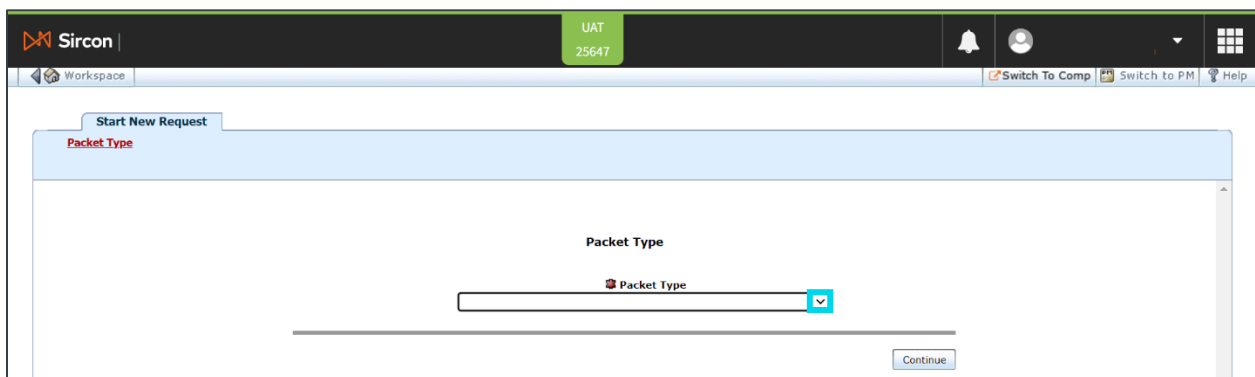 Sircon
UAT
25647
Workspace
Switch To Comp
Switch to PM
Help
Start New Request
Packet Type
Packet Type
Packet Type
Continue